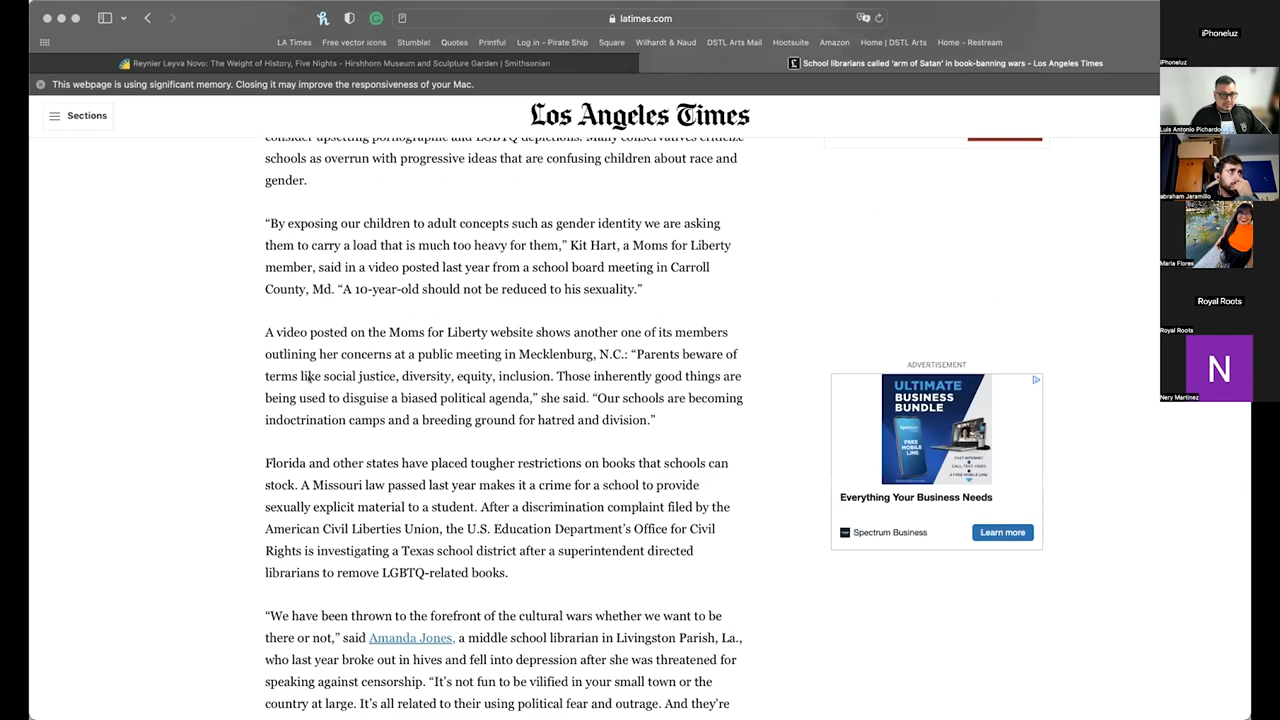 latimes.com
LA Times Free vector icons Stumble! Quotes Printful Log in - Pirate Ship Square Wilhardt & Naud DSTL Arts Mail Hootsuite Amazon Home | DSTL Arts Home - Restream
Reynier Leyva Novo: The Weight of History, Five Nights - Hirshhorn Museum and Sculpture Garden | Smithsonian
School librarians called ‘arm of Satan’ in book-banning wars - Los Angeles Times
This webpage is using significant memory. Closing it may improve the responsiveness of your Mac.
Sections
Los Angeles Times
schools as overrun with progressive ideas that are confusing children about race and
gender.
“By exposing our children to adult concepts such as gender identity we are asking
them to carry a load that is much too heavy for them,” Kit Hart, a Moms for Liberty
member, said in a video posted last year from a school board meeting in Carroll
County, Md. “A 10-year-old should not be reduced to his sexuality.”
A video posted on the Moms for Liberty website shows another one of its members
outlining her concerns at a public meeting in Mecklenburg, N.C.: “Parents beware of
terms like social justice, diversity, equity, inclusion. Those inherently good things are
being used to disguise a biased political agenda,” she said. “Our schools are becoming
indoctrination camps and a breeding ground for hatred and division.”
Florida and other states have placed tougher restrictions on books that schools can
stock. A Missouri law passed last year makes it a crime for a school to provide
sexually explicit material to a student. After a discrimination complaint filed by the
American Civil Liberties Union, the U.S. Education Department’s Office for Civil
Rights is investigating a Texas school district after a superintendent directed
librarians to remove LGBTQ-related books.
“We have been thrown to the forefront of the cultural wars whether we want to be
there or not,” said Amanda Jones, a middle school librarian in Livingston Parish, La.,
who last year broke out in hives and fell into depression after she was threatened for
speaking against censorship. “It’s not fun to be vilified in your small town or the
country at large. It’s all related to their using political fear and outrage. And they’re
ADVERTISEMENT
ULTIMATE
BUSINESS
BUNDLE
FREE
MOBILE
LINE
Everything Your Business Needs
Spectrum Business
Learn more
iPhoneluz
iPhoneluz
Luis Antonio Pichardo
abraham Jaramillo
Maria Flores
Royal Roots
Royal Roots
N
Nery Martinez